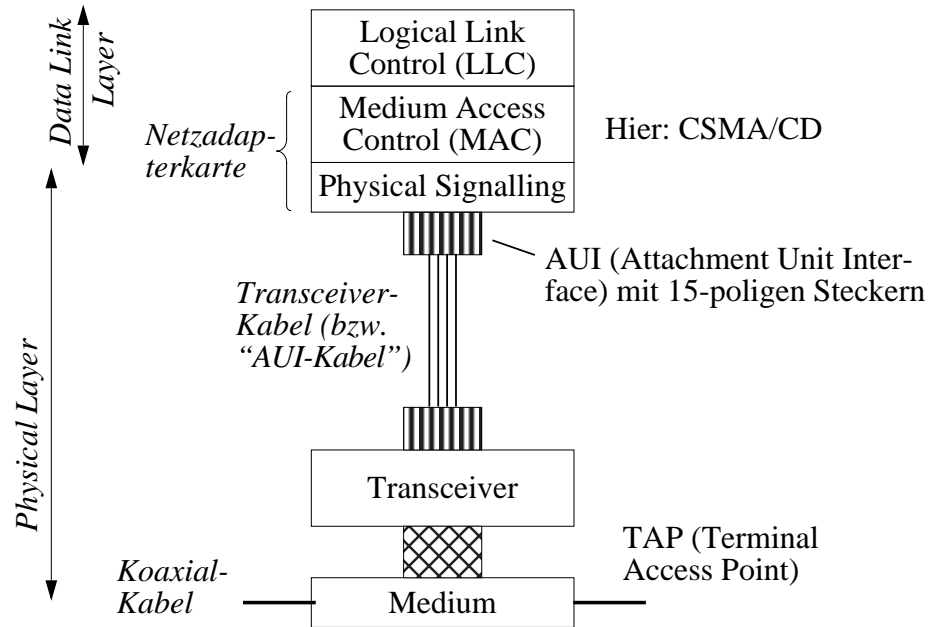 Data Link
Layer
Logical Link
Control (LLC)
Medium Access
Control (MAC)
Hier: CSMA/CD
Netzadap-
terkarte
Physical Signalling
AUI (Attachment Unit Inter-
face) mit 15-poligen Steckern
Transceiver-
Kabel (bzw.
“AUI-Kabel”)
Physical Layer
Transceiver
TAP (Terminal
Access Point)
Koaxial-
Kabel
Medium